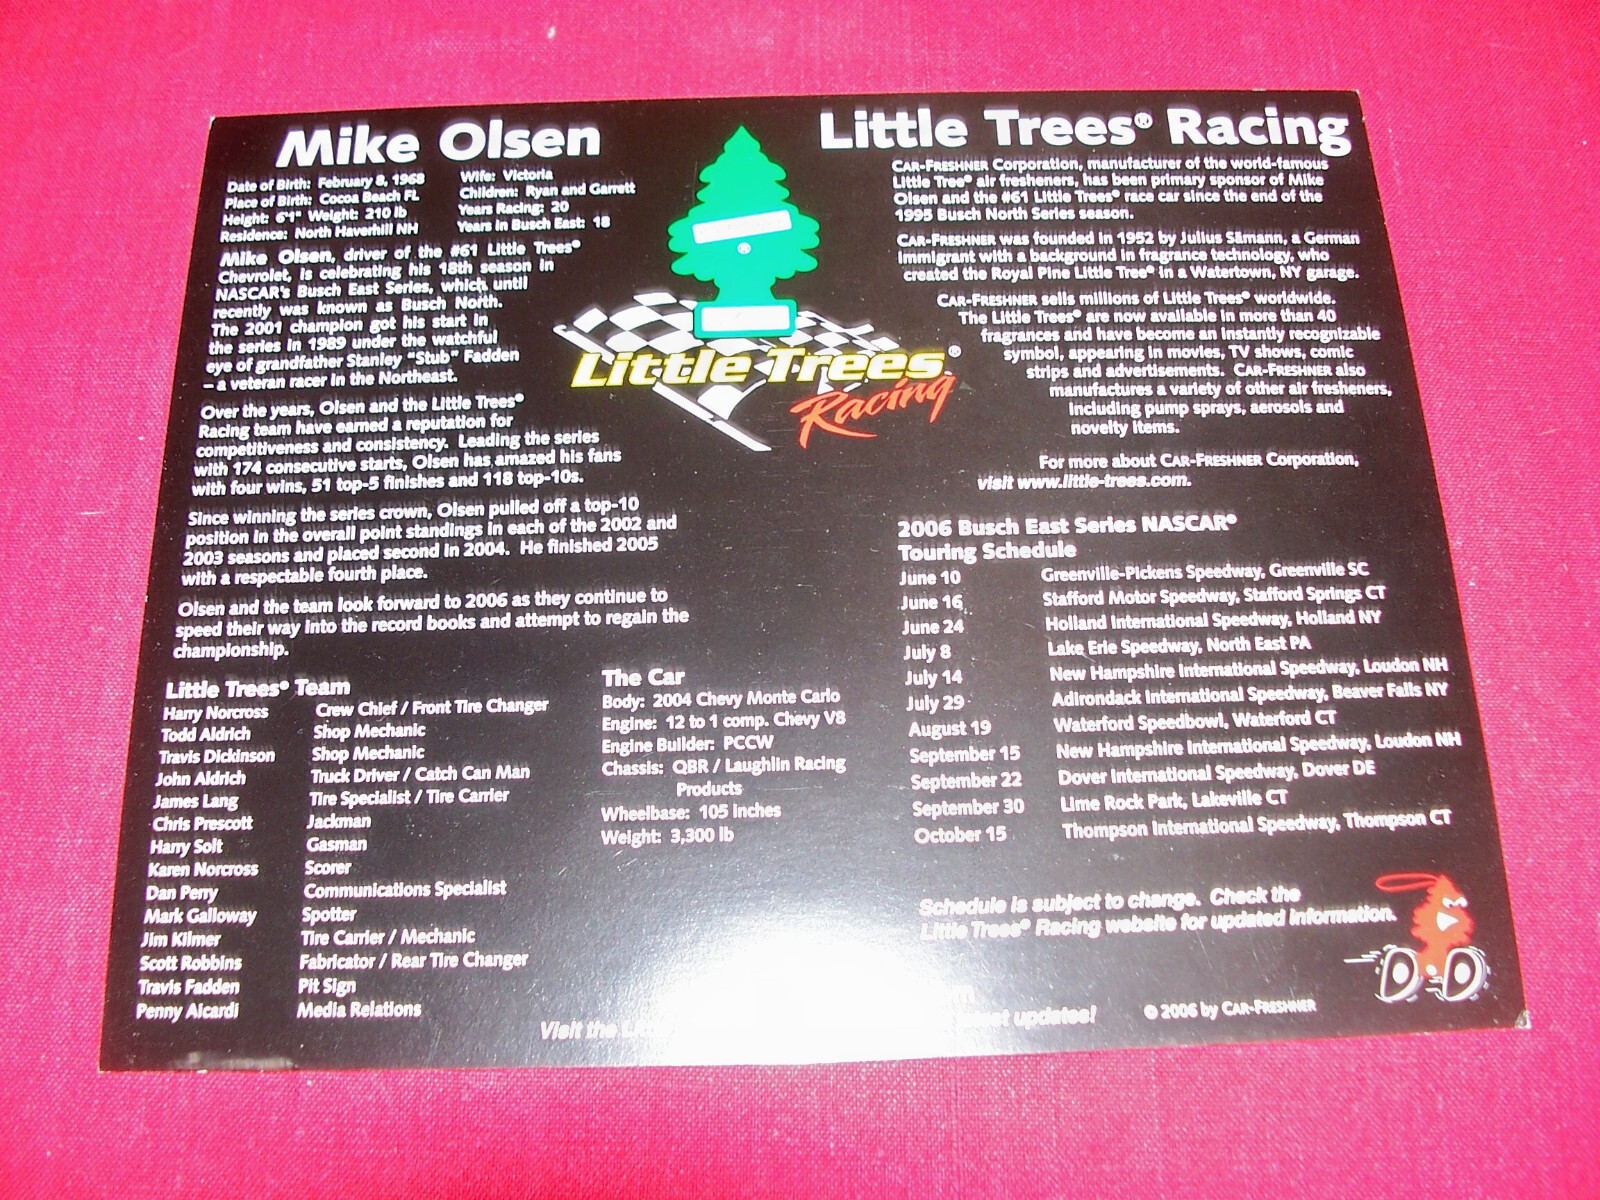 Mike Olsen
Date of Birth: February 8, 1968
Place of Birth: Cocoa Beach FL
Height: 6'1" Weight: 210 lb
Residence: North Haverhill NH
Wife: Victoria
Children: Ryan and Garrett
Years Racing: 20
Years in Busch East: 18
Mike Olsen, driver of the #61 Little Trees®
Chevrolet, is celebrating his 18th season in
NASCAR's Busch East Series, which until
recently was known as Busch North.
The 2001 champion got his start in
the series in 1989 under the watchful
eye of grandfather Stanley "Stub" Fadden
– a veteran racer in the Northeast.
Over the years, Olsen and the Little Trees®
Racing team have earned a reputation for
competitiveness and consistency. Leading the series
with 174 consecutive starts, Olsen has amazed his fans
with four wins, 51 top-5 finishes and 118 top-10s.
Since winning the series crown, Olsen pulled off a top-10
position in the overall point standings in each of the 2002 and
2003 seasons and placed second in 2004. He finished 2005
with a respectable fourth place.
Olsen and the team look forward to 2006 as they continue to
speed their way into the record books and attempt to regain the
championship.
Little Trees® Team
Harry Norcross Crew Chief / Front Tire Changer
Todd Aldrich Shop Mechanic
Travis Dickinson Shop Mechanic
John Aldrich Truck Driver / Catch Can Man
James Lang Tire Specialist / Tire Carrier
Chris Prescott Jackman
Harry Solt Gasman
Karen Norcross Scorer
Dan Perry Communications Specialist
Mark Galloway Spotter
Jim Kilmer Tire Carrier / Mechanic
Scott Robbins Fabricator / Rear Tire Changer
Travis Fadden Pit Sign
Penny Aicardi Media Relations
The Car
Body: 2004 Chevy Monte Carlo
Engine: 12 to 1 comp. Chevy V8
Engine Builder: PCCW
Chassis: QBR / Laughlin Racing
Products
Wheelbase: 105 inches
Weight: 3,300 lb
®
Little Trees®
Racing
Little Trees® Racing
CAR-FRESHNER Corporation, manufacturer of the world-famous
Little Tree® air fresheners, has been primary sponsor of Mike
Olsen and the #61 Little Trees® race car since the end of the
1995 Busch North Series season.
CAR-FRESHNER was founded in 1952 by Julius Sämann, a German
immigrant with a background in fragrance technology, who
created the Royal Pine Little Tree® in a Watertown, NY garage.
CAR-FRESHNER sells millions of Little Trees® worldwide.
The Little Trees® are now available in more than 40
fragrances and have become an instantly recognizable
symbol, appearing in movies, TV shows, comic
strips and advertisements. CAR-FRESHNER also
manufactures a variety of other air fresheners,
including pump sprays, aerosols and
novelty items.
For more about CAR-FRESHNER Corporation,
visit www.little-trees.com.
2006 Busch East Series NASCAR®
Touring Schedule
June 10 Greenville-Pickens Speedway, Greenville SC
June 16 Stafford Motor Speedway, Stafford Springs CT
June 24 Holland International Speedway, Holland NY
July 8 Lake Erie Speedway, North East PA
July 14 New Hampshire International Speedway, Loudon NH
July 29 Adirondack International Speedway, Beaver Falls NY
August 19 Waterford Speedbowl, Waterford CT
September 15 New Hampshire International Speedway, Loudon NH
September 22 Dover International Speedway, Dover DE
September 30 Lime Rock Park, Lakeville CT
October 15 Thompson International Speedway, Thompson CT
Schedule is subject to change. Check the
Little Trees® Racing website for updated information.
Visit the updates!
© 2006 by CAR-FRESHNER